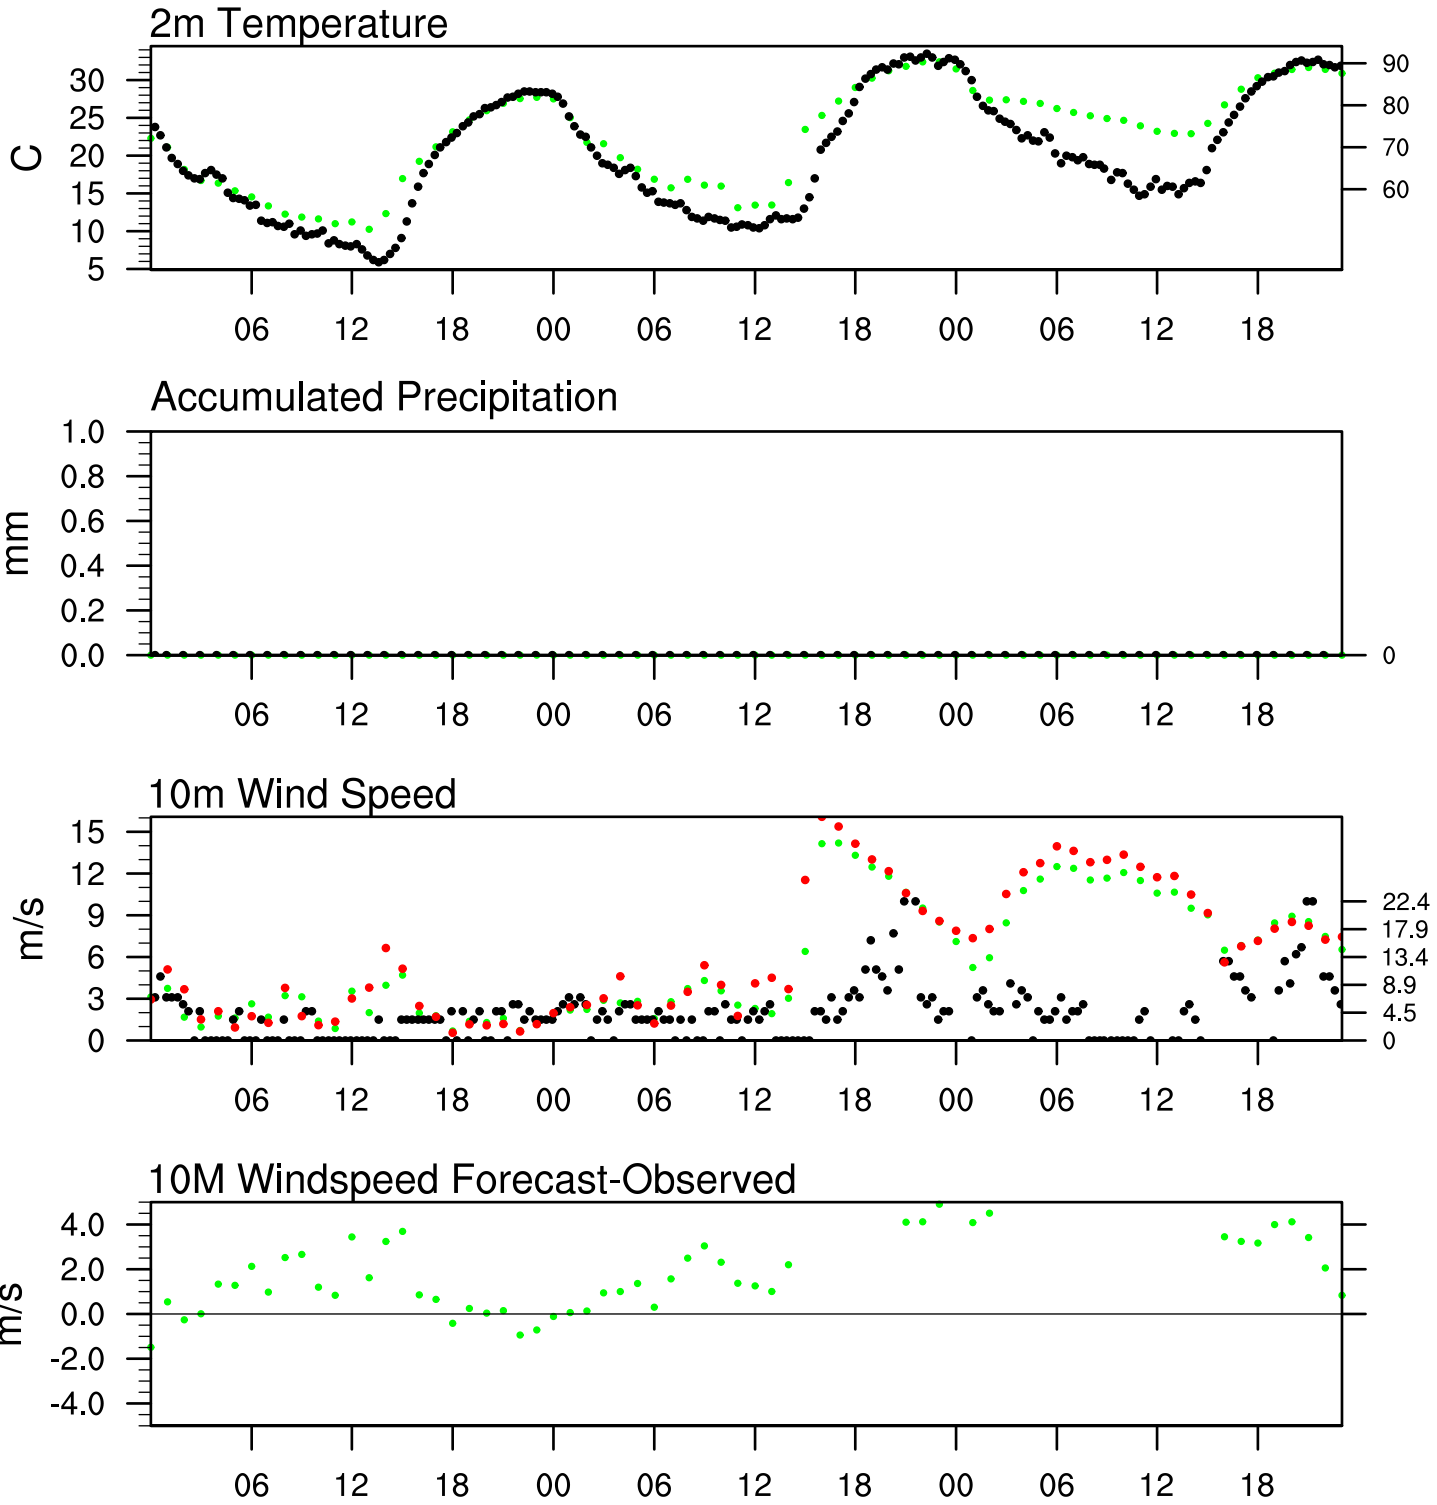 2m Temperature
30
25
20
15
10
5
C
90
80
70
60
06 12 18 00 06 12 18 00 06 12 18
Accumulated Precipitation
1.0
0.8
0.6
0.4
0.2
0.0
mm
0
06 12 18 00 06 12 18 00 06 12 18
10m Wind Speed
15
12
9
6
3
0
m/s
22.4
17.9
13.4
8.9
4.5
0
06 12 18 00 06 12 18 00 06 12 18
10M Windspeed Forecast-Observed
4.0
2.0
0.0
-2.0
-4.0
m/s
06 12 18 00 06 12 18 00 06 12 18